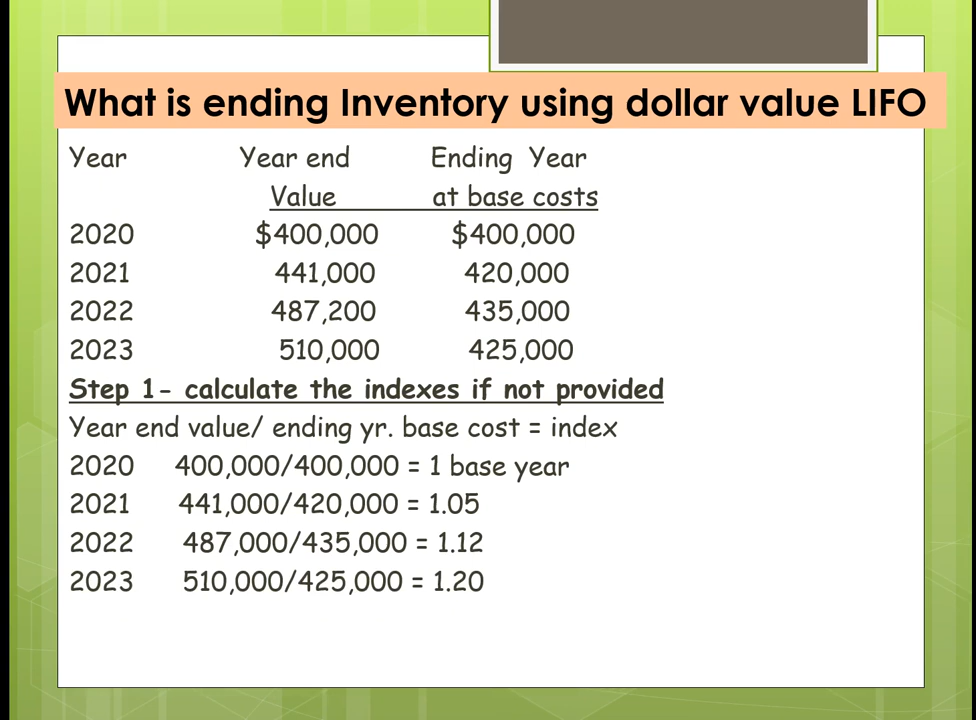 What is ending Inventory using dollar value LIFO
Year Year end Ending Year
Value at base costs
2020 $400,000 $400,000
2021 441,000 420,000
2022 487,200 435,000
2023 510,000 425,000
Step 1- calculate the indexes if not provided
Year end value/ ending yr. base cost = index
2020 400,000/400,000 = 1 base year
2021 441,000/420,000 = 1.05
2022 487,000/435,000 = 1.12
2023 510,000/425,000 = 1.20